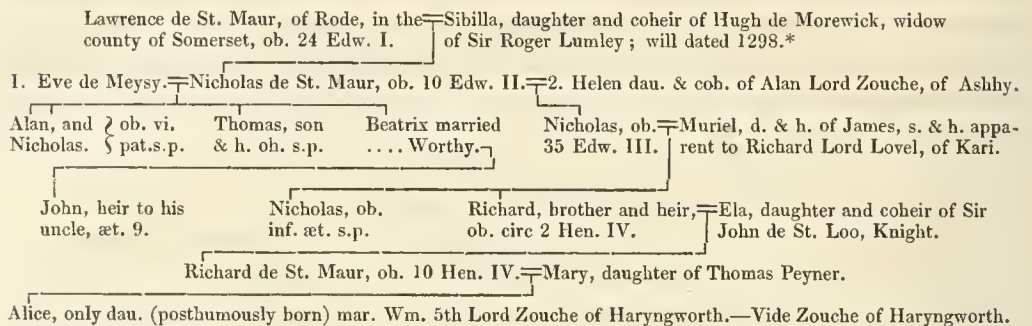 Lawrence de St. Maur, of Rode, in the Sibilla, daughter and coheir of Hugh de Morewick, widow
county of Somerset, ob. 24 Edw. I. of Sir Roger Lumley; will dated 1298.*
1. Eve de Meysy. Nicholas de St. Maur, ob. 10 Edw. II. 2. Helen dau. & cob. of Alan Lord Zouche, of Ashhy.
Alan, and } ob. vi. Thomas, son Beatrix married Nicholas, ob. Muriel, d. & h. of James, s. & h. appa-
Nicholas. } pat.s.p. & h. oh. s.p. .... Worthy. 35 Edw. III. rent to Richard Lord Lovel, of Kari.
John, heir to his Nicholas, ob. Richard, brother and heir, Ela, daughter and coheir of Sir
uncle, æt. 9. inf. æt. s.p. ob. circ 2 Hen. IV. John de St. Loo, Knight.
Richard de St. Maur, ob. 10 Hen. IV. Mary, daughter of Thomas Peyner.
Alice, only dau. (posthumously born) mar. Wm. 5th Lord Zouche of Haryngworth.—Vide Zouche of Haryngworth.